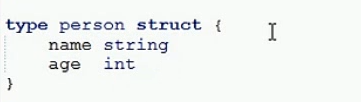 type person struct {
    name string
    age  int
}